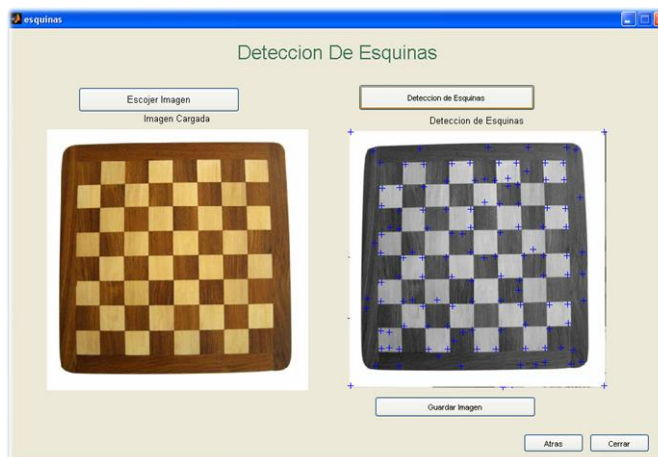 esquinas
Deteccion De Esquinas
Escojer Imagen
Deteccion de Esquinas
Imagen Cargada
Deteccion de Esquinas
Guardar Imagen
Atras
Cerrar